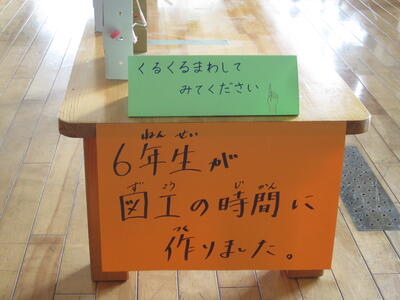 くるくるまわして
みてください
6年生が
図工の時間に
作りました。